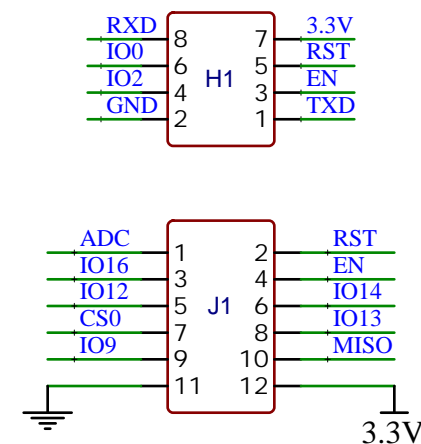 RXD 8 7 3.3V
IO0 6 H1 5 RST
IO2 4 3 EN
GND 2 1 TXD
ADC 1 2 RST
IO16 3 4 EN
IO12 5 J1 6 IO14
CS0 7 8 IO13
IO9 9 10 MISO
11 12
3.3V